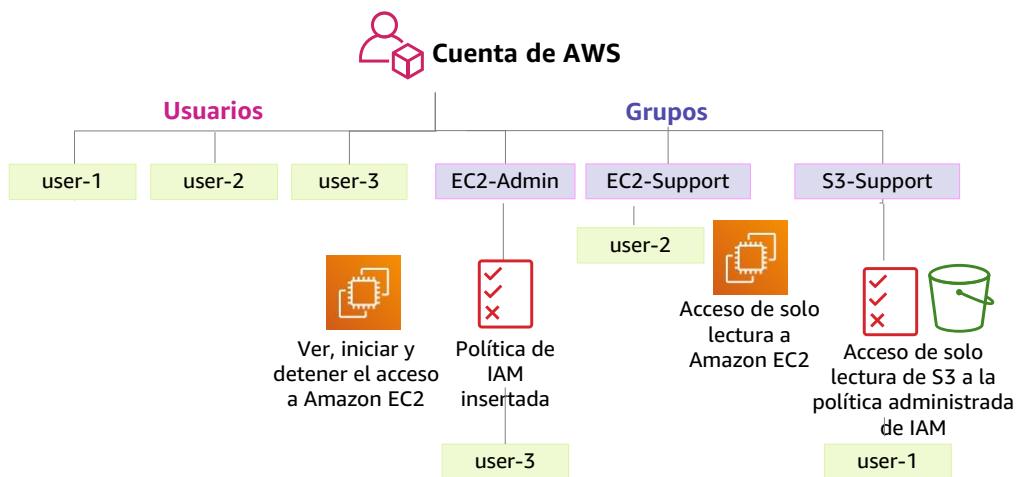 Cuenta de AWS
Usuarios
Grupos
user-1
user-2
user-3
EC2-Admin
EC2-Support
S3-Support
user-2
Ver, iniciar y
detener el acceso
a Amazon EC2
Política de
IAM
insertada
Acceso de solo
lectura a
Amazon EC2
Acceso de solo
lectura de S3 a la
política administrada
de IAM
user-3
user-1